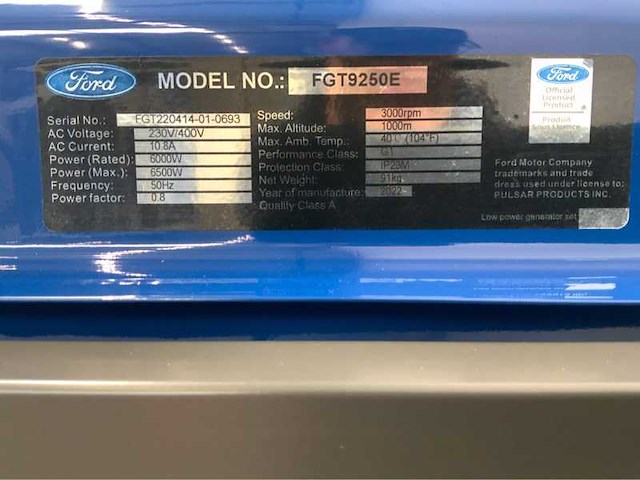 Ford MODEL NO.: FGT9250E
Serial No.: FGT220414-01-0693
AC Voltage: 230V/400V
AC Current: 10.8A
Power (Rated): 6000W
Power (Max.): 6500W
Frequency: 50Hz
Power factor: 0.8
Speed: 3000rpm
Max. Altitude: 1000m
Max. Amb. Temp.: 40°C (104°F)
Performance Class: G1
Protection Class: IP23M
Net Weight: 91kg
Year of manufacture: 2022
Quality Class A
Ford
Official
Licensed
Product
Produit
Sous Licence
Ford Motor Company
trademarks and trade
dress used under license to:
PULSAR PRODUCTS INC.
Low power generator set